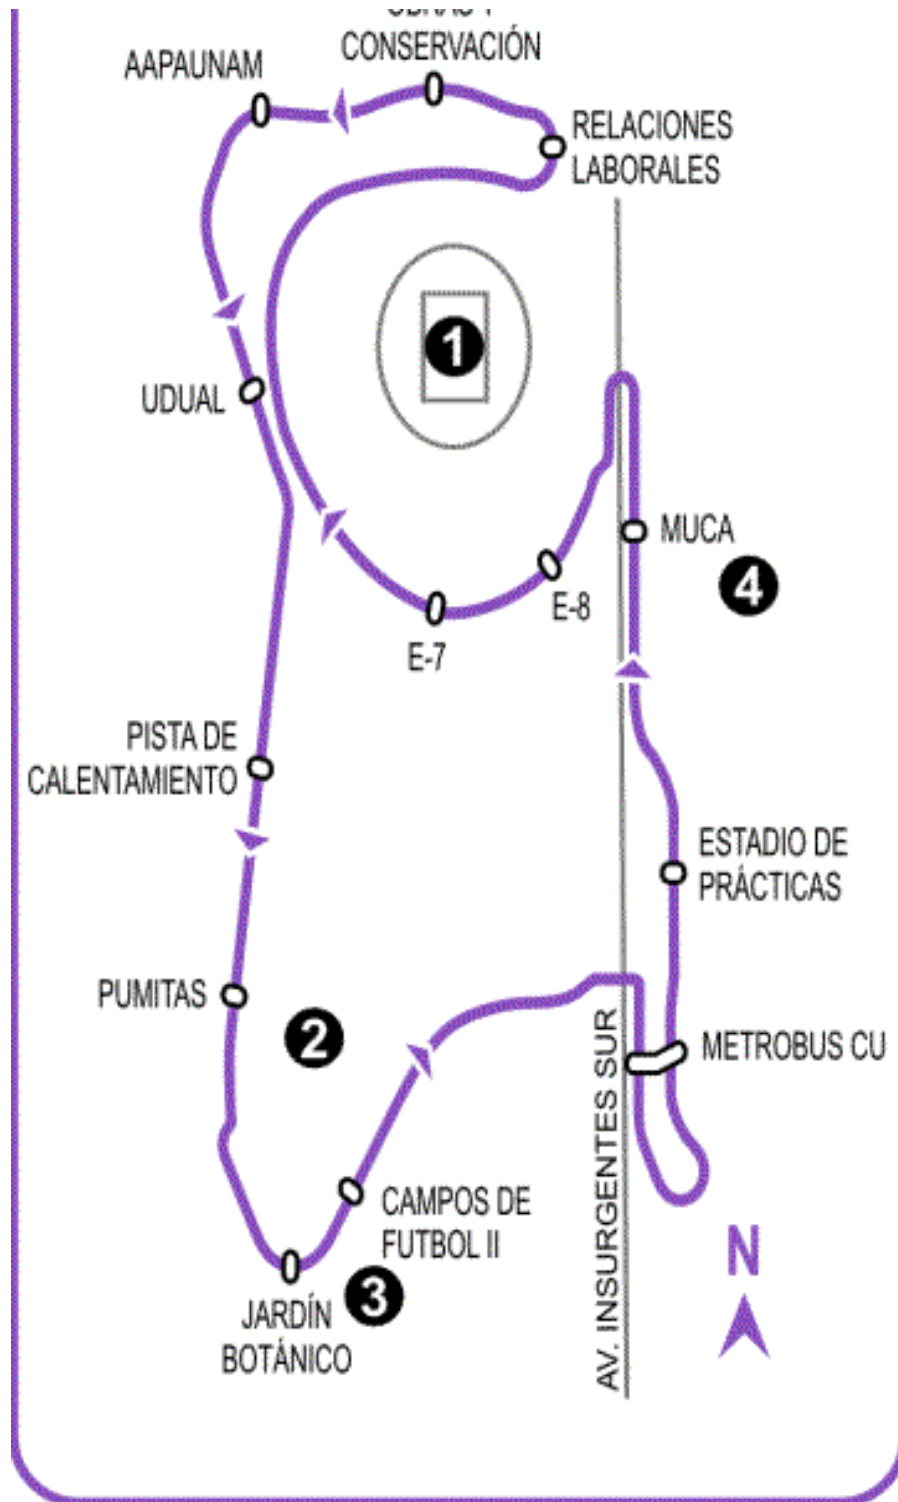 CONSERVACIÓN
AAPAUNAM
RELACIONES
LABORALES
1
UDUAL
MUCA
4
E-8
E-7
PISTA DE
CALENTAMIENTO
ESTADIO DE
PRÁCTICAS
PUMITAS
2
METROBUS CU
AV. INSURGENTES SUR
CAMPOS DE
FUTBOL II
N
3
JARDÍN
BOTÁNICO